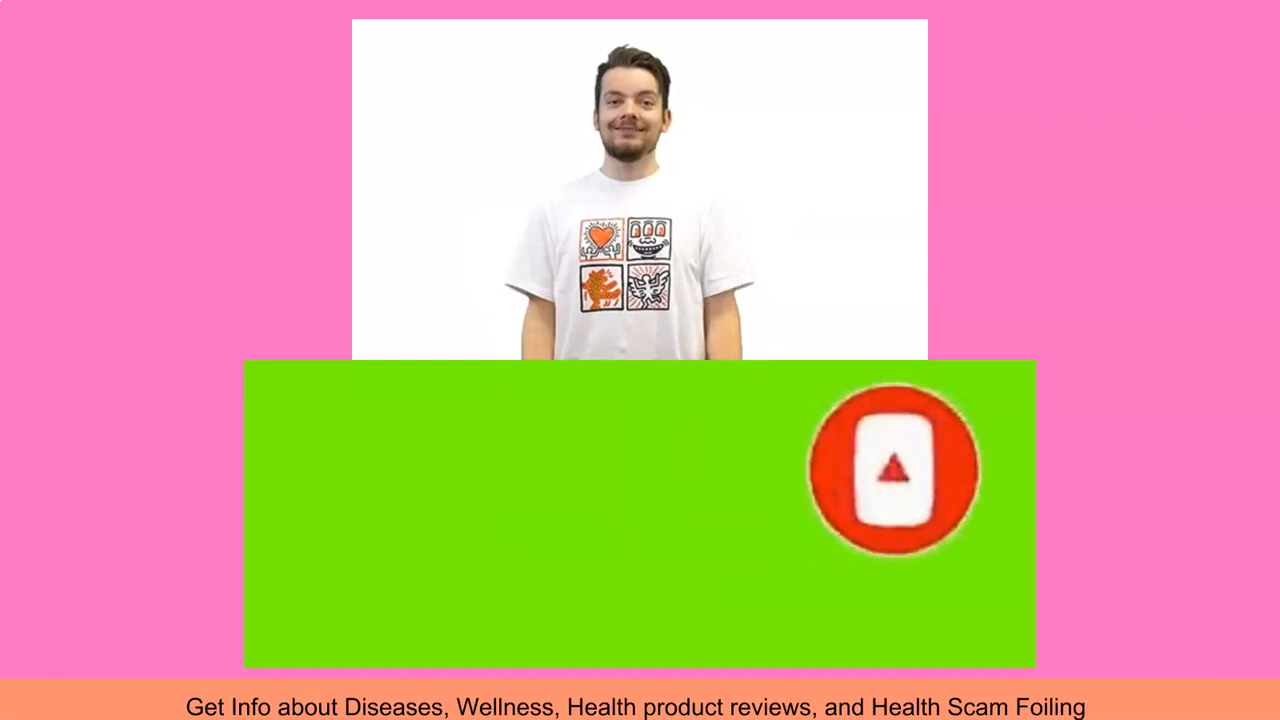 Get Info about Diseases, Wellness, Health product reviews, and Health Scam Foiling